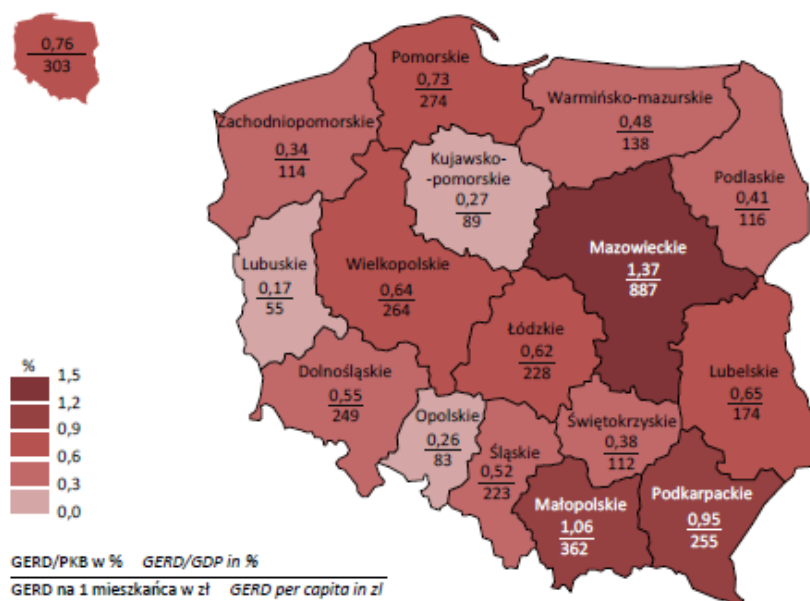 0,76
303
Pomorskie
0,73
274
Warmińsko-mazurskie
0,48
138
Zachodniopomorskie
0,34
114
Kujawsko-
-pomorskie
0,27
89
Podlaskie
0,41
116
Mazowieckie
1,37
887
Lubuskie
0,17
55
Wielkopolskie
0,64
264
Łódzkie
0,62
228
Lubelskie
0,65
174
Dolnośląskie
0,55
249
Opolskie
0,26
83
Śląskie
0,52
223
Świętokrzyskie
0,38
112
Małopolskie
1,06
362
Podkarpackie
0,95
255
%
1,5
1,2
0,9
0,6
0,3
0,0
GERD/PKB w % GERD/GDP in %
GERD na 1 mieszkańca w zł GERD per capita in zl